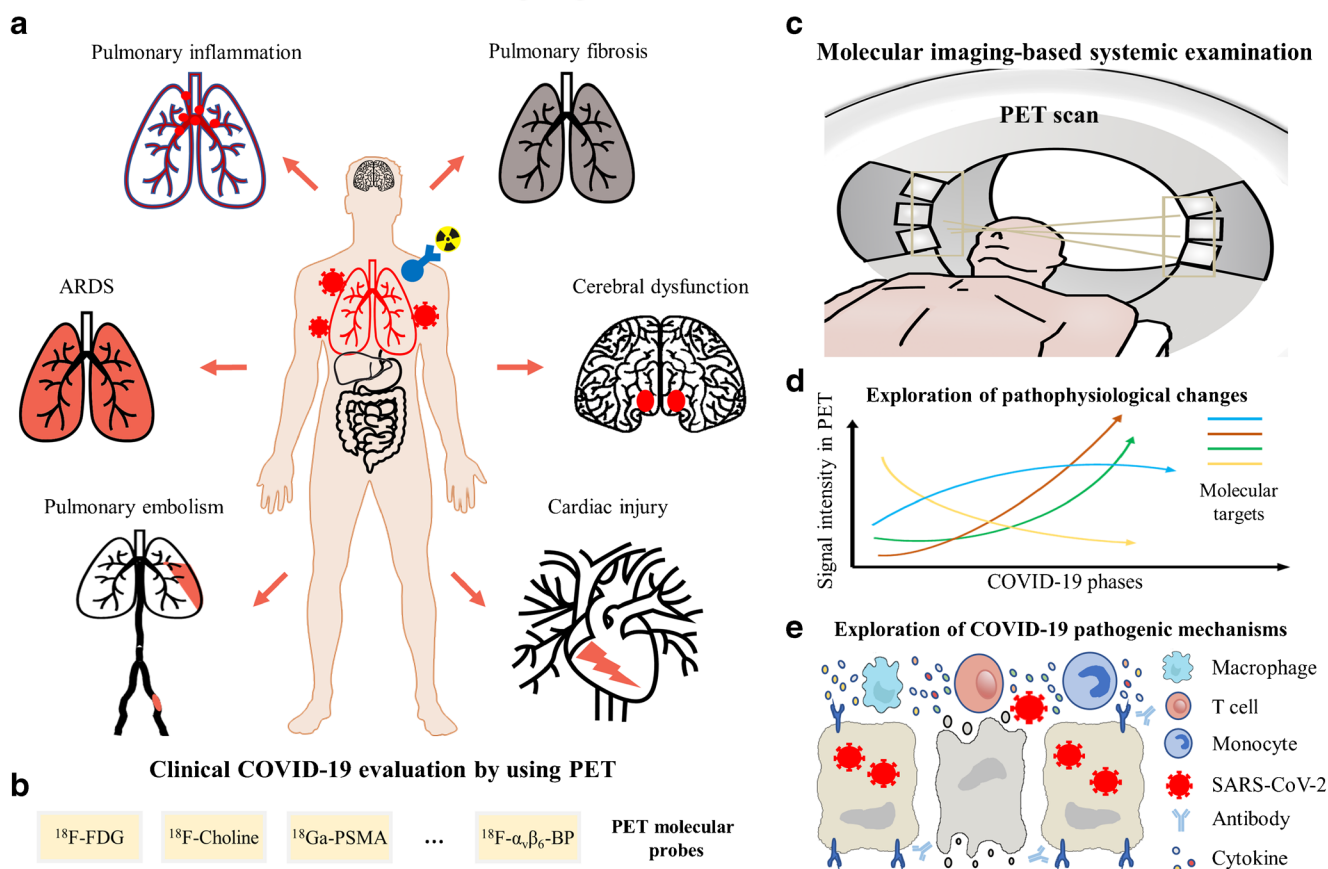 a
Pulmonary inflammation
Pulmonary fibrosis
ARDS
Cerebral dysfunction
Pulmonary embolism
Cardiac injury
Clinical COVID-19 evaluation by using PET
b
¹⁸F-FDG
¹⁸F-Choline
¹⁸Ga-PSMA
...
¹⁸F-αᵥβ₆-BP
PET molecular
probes
c
Molecular imaging-based systemic examination
PET scan
d
Exploration of pathophysiological changes
Signal intensity in PET
Molecular
targets
COVID-19 phases
e
Exploration of COVID-19 pathogenic mechanisms
Macrophage
T cell
Monocyte
SARS-CoV-2
Antibody
Cytokine